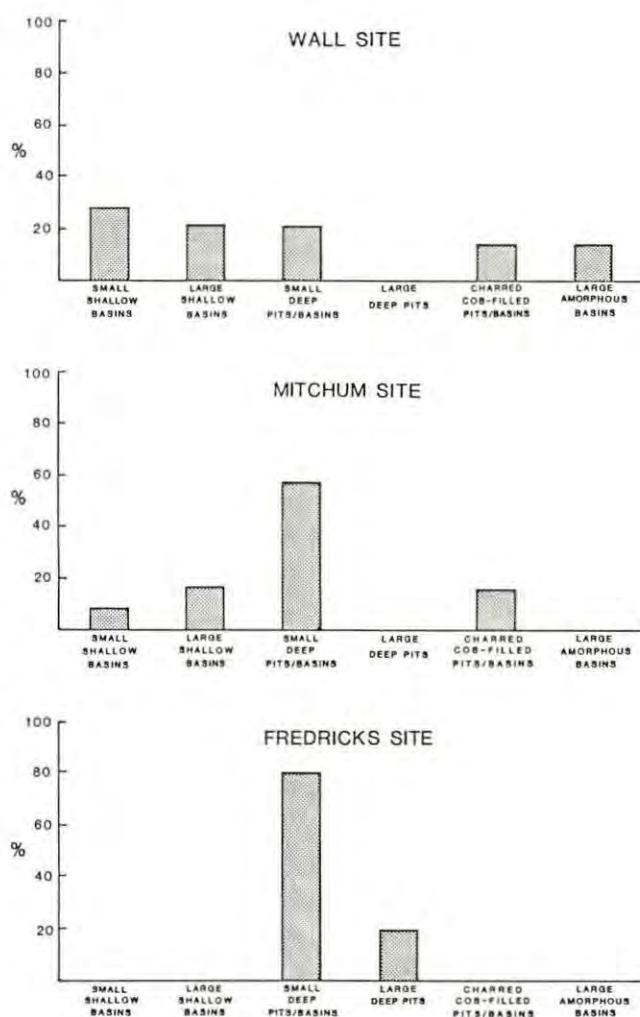 WALL SITE
100
80
60
%
40
20
SMALL SHALLOW BASINS
LARGE SHALLOW BASINS
SMALL DEEP PITS/BASINS
LARGE DEEP PITS
CHARRED COB-FILLED PITS/BASINS
LARGE AMORPHOUS BASINS
MITCHUM SITE
100
80
60
%
40
20
SMALL SHALLOW BASINS
LARGE SHALLOW BASINS
SMALL DEEP PITS/BASINS
LARGE DEEP PITS
CHARRED COB-FILLED PITS/BASINS
LARGE AMORPHOUS BASINS
FREDRICKS SITE
100
80
60
%
40
20
SMALL SHALLOW BASINS
LARGE SHALLOW BASINS
SMALL DEEP PITS/BASINS
LARGE DEEP PITS
CHARRED COB-FILLED PITS/BASINS
LARGE AMORPHOUS BASINS